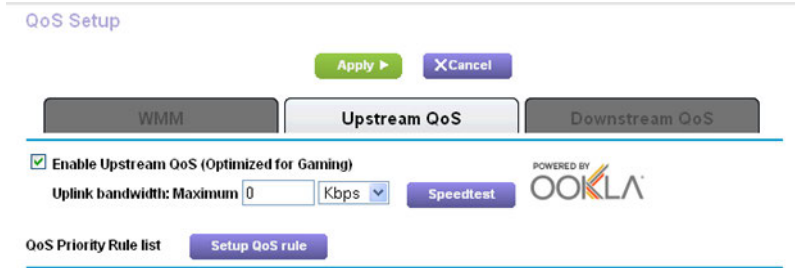 QoS Setup
Apply ▶ XCancel
WMM Upstream QoS Downstream QoS
Enable Upstream QoS (Optimized for Gaming)
POWERED BY
OOKLA
Uplink bandwidth: Maximum 0 Kbps Speedtest
QoS Priority Rule list Setup QoS rule